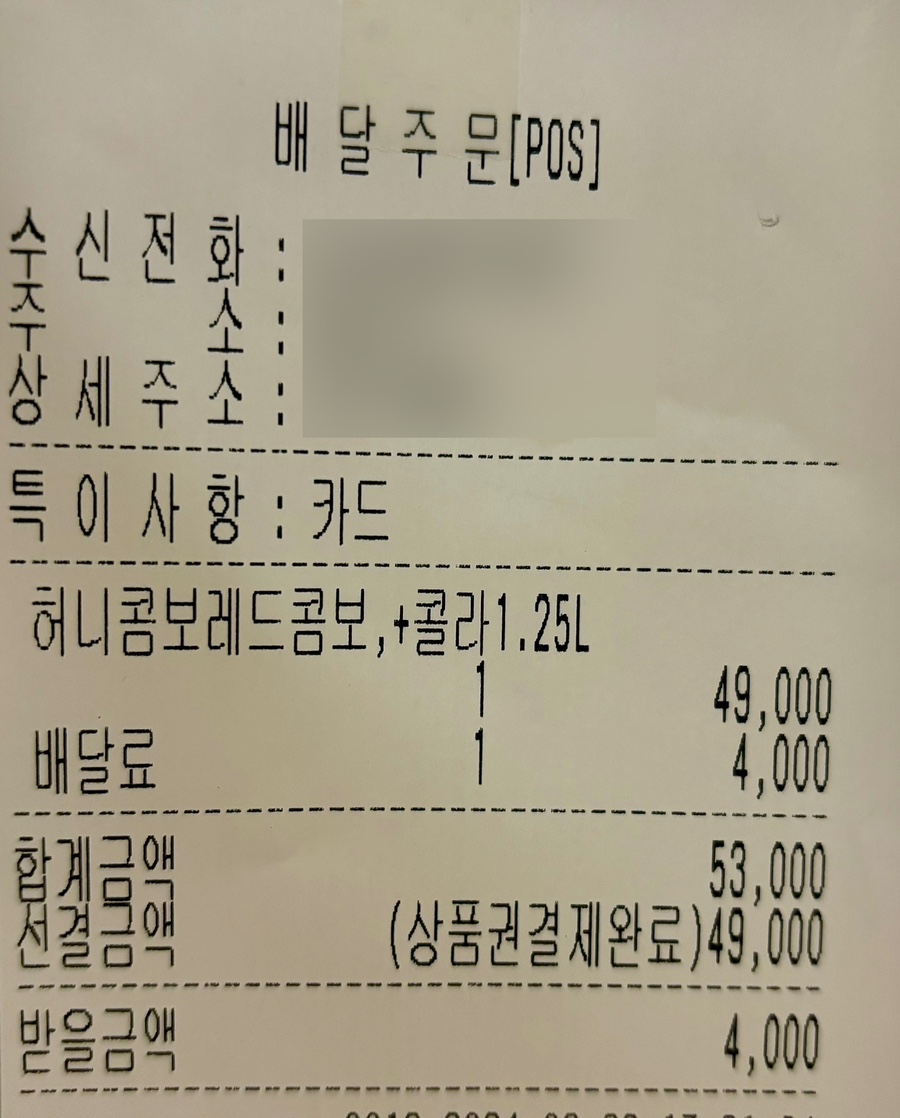 배 달 주 문[POS]
수 신 전 화 :
주 소 :
상 세 주 소 :
특 이 사 항 : 카드
허니콤보레드콤보,+콜라1.25L
1 49,000
배달료 1 4,000
합계금액 53,000
선결금액 (상품권결제완료)49,000
받을금액 4,000